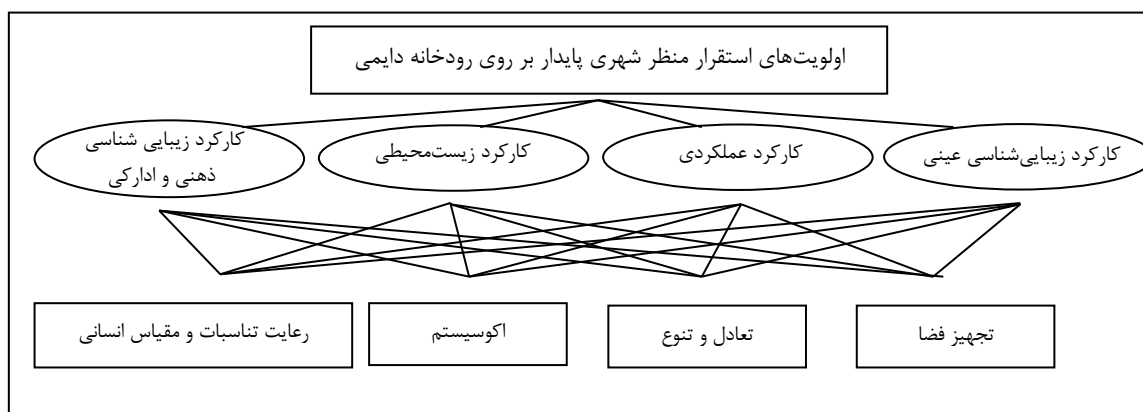 اولویت‌های استقرار منظر شهری پایدار بر روی رودخانه دایمی
کارکرد زیبایی‌شناسی عینی
کارکرد عملکردی
کارکرد زیست‌محیطی
کارکرد زیبایی شناسی
ذهنی و ادارکی
تجهیز فضا
تعادل و تنوع
اکوسیستم
رعایت تناسبات و مقیاس انسانی